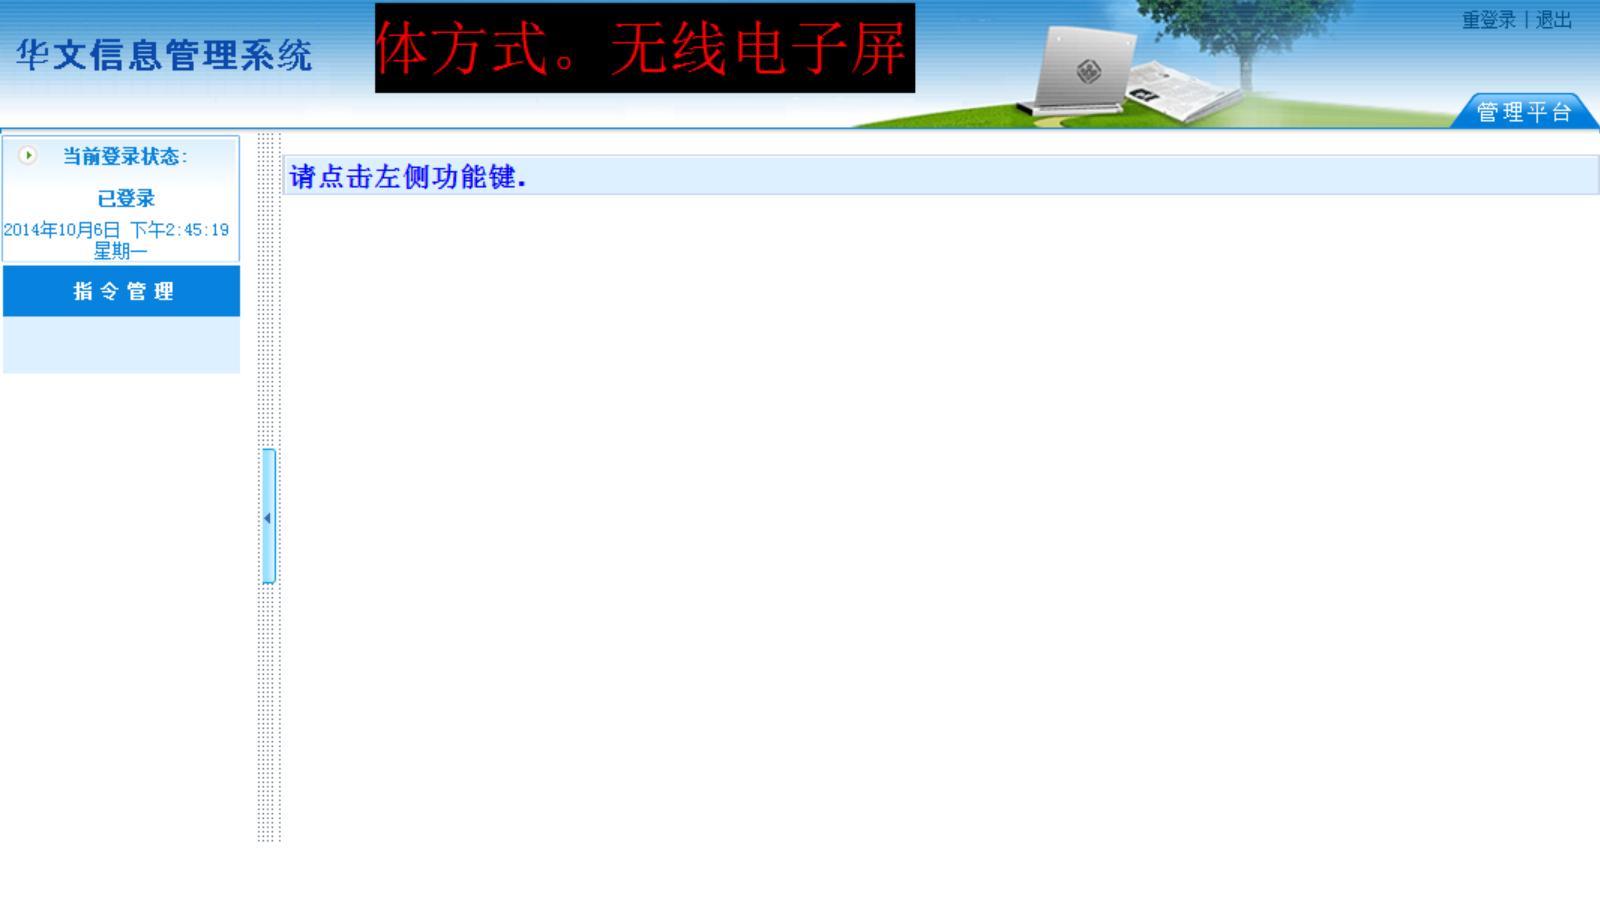 重登录 | 退出
华文信息管理系统
体方式。无线电子屏
管理平台
当前登录状态:
已登录
2014年10月6日 下午2:45:19
星期一
指令管理
请点击左侧功能键.